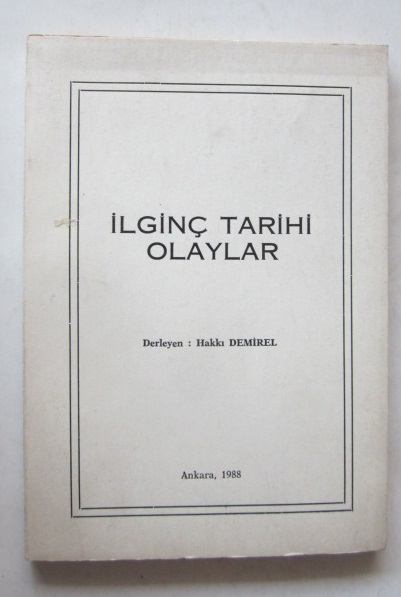 İLGİNÇ TARİHİ
OLAYLAR
Derleyen : Hakkı DEMİREL
Ankara, 1988